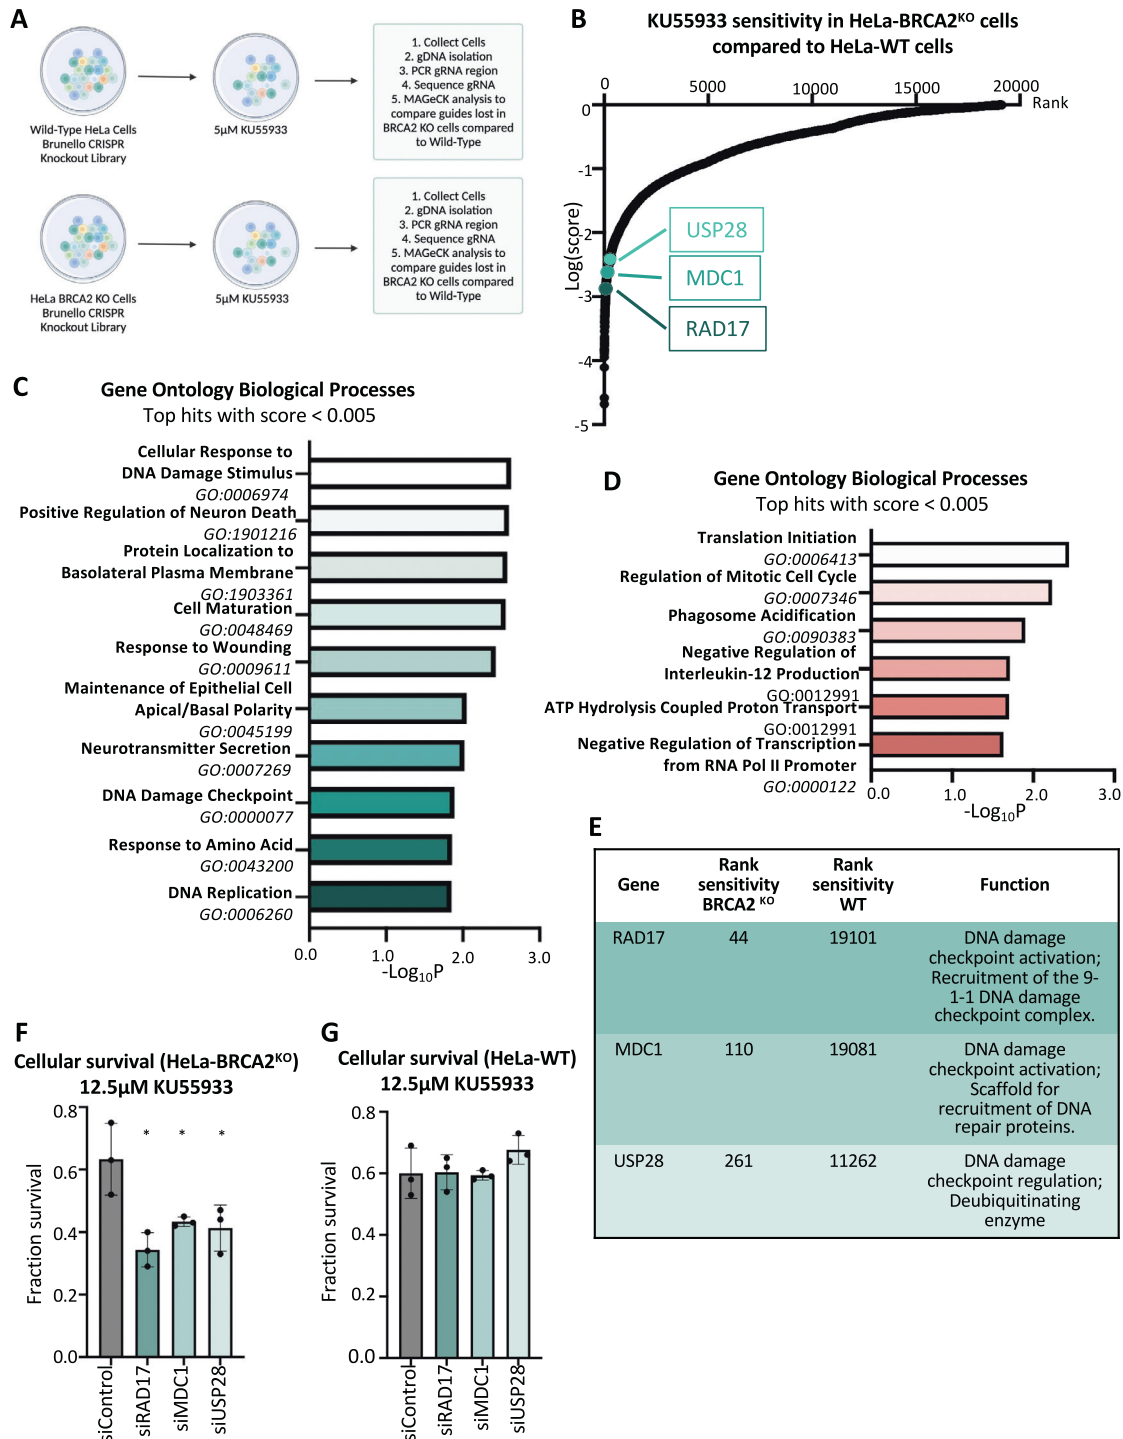 A
Wild-Type HeLa Cells
Brunello CRISPR
Knockout Library
5µM KU55933
1. Collect Cells
2. gDNA isolation
3. PCR gRNA region
4. Sequence gRNA
5. MAGeCK analysis to
compare guides lost in
BRCA2 KO cells compared
to Wild-Type
HeLa BRCA2 KO Cells
Brunello CRISPR
Knockout Library
5µM KU55933
1. Collect Cells
2. gDNA isolation
3. PCR gRNA region
4. Sequence gRNA
5. MAGeCK analysis to
compare guides lost in
BRCA2 KO cells compared
to Wild-Type
B
KU55933 sensitivity in HeLa-BRCA2KO cells
compared to HeLa-WT cells
0 5000 10000 15000 20000
Rank
0
-1
-2
-3
-4
-5
Log(score)
USP28
MDC1
RAD17
C
Gene Ontology Biological Processes
Top hits with score < 0.005
Cellular Response to
DNA Damage Stimulus
GO:0006974
Positive Regulation of Neuron Death
GO:1901216
Protein Localization to
Basolateral Plasma Membrane
GO:1903361
Cell Maturation
GO:0048469
Response to Wounding
GO:0009611
Maintenance of Epithelial Cell
Apical/Basal Polarity
GO:0045199
Neurotransmitter Secretion
GO:0007269
DNA Damage Checkpoint
GO:0000077
Response to Amino Acid
GO:0043200
DNA Replication
GO:0006260
0.0 1.0 2.0 3.0
-Log10P
D
Gene Ontology Biological Processes
Top hits with score < 0.005
Translation Initiation
GO:0006413
Regulation of Mitotic Cell Cycle
GO:0007346
Phagosome Acidification
GO:0090383
Negative Regulation of
Interleukin-12 Production
GO:0012991
ATP Hydrolysis Coupled Proton Transport
GO:0012991
Negative Regulation of Transcription
from RNA Pol II Promoter
GO:0000122
0.0 1.0 2.0 3.0
-Log10P
E
Gene
Rank
sensitivity
BRCA2 KO
Rank
sensitivity
WT
Function
RAD17 44 19101 DNA damage
checkpoint activation;
Recruitment of the 9-
1-1 DNA damage
checkpoint complex.
MDC1 110 19081 DNA damage
checkpoint activation;
Scaffold for
recruitment of DNA
repair proteins.
USP28 261 11262 DNA damage
checkpoint regulation;
Deubiquitinating
enzyme
F
Cellular survival (HeLa-BRCA2KO)
12.5µM KU55933
0.8
0.6
0.4
0.2
0.0
Fraction survival
* * *
siControl
siRAD17
siMDC1
siUSP28
G
Cellular survival (HeLa-WT)
12.5µM KU55933
0.8
0.6
0.4
0.2
0.0
Fraction survival
siControl
siRAD17
siMDC1
siUSP28